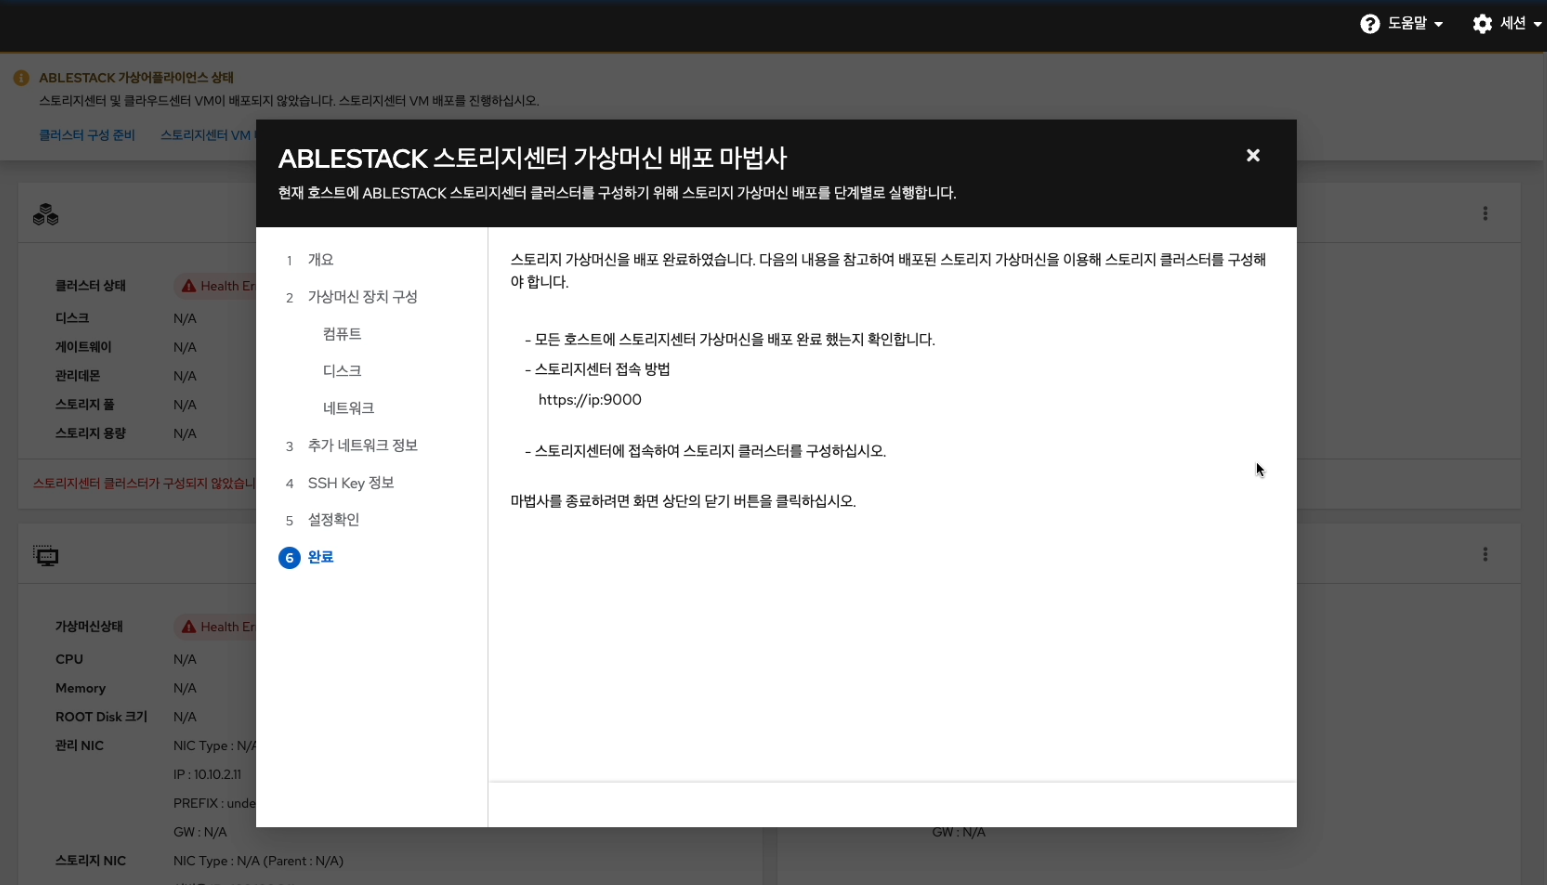 도움말
세션
ABLESTACK 가상어플라이언스 상태
스토리지센터 및 클라우드센터 VM이 배포되지 않았습니다. 스토리지센터 VM 배포를 진행하십시오.
클러스터 구성 준비 스토리지센터 VM
ABLESTACK 스토리지센터 가상머신 배포 마법사
현재 호스트에 ABLESTACK 스토리지센터 클러스터를 구성하기 위해 스토리지 가상머신 배포를 단계별로 실행합니다.
1 개요
2 가상머신 장치 구성
컴퓨트
디스크
네트워크
3 추가 네트워크 정보
4 SSH Key 정보
5 설정확인
6 완료
스토리지 가상머신을 배포 완료하였습니다. 다음의 내용을 참고하여 배포된 스토리지 가상머신을 이용해 스토리지 클러스터를 구성해
야 합니다.
- 모든 호스트에 스토리지센터 가상머신을 배포 완료 했는지 확인합니다.
- 스토리지센터 접속 방법
https://ip:9000
- 스토리지센터에 접속하여 스토리지 클러스터를 구성하십시오.
마법사를 종료하려면 화면 상단의 닫기 버튼을 클릭하십시오.
클러스터 상태 Health Er
디스크 N/A
게이트웨이 N/A
관리데몬 N/A
스토리지 풀 N/A
스토리지 용량 N/A
스토리지센터 클러스터가 구성되지 않았습니
가상머신상태 Health Er
CPU N/A
Memory N/A
ROOT Disk 크기 N/A
관리 NIC NIC Type : N/A
IP : 10.10.2.11
PREFIX : unde
GW : N/A
GW : N/A
스토리지 NIC NIC Type : N/A (Parent : N/A)